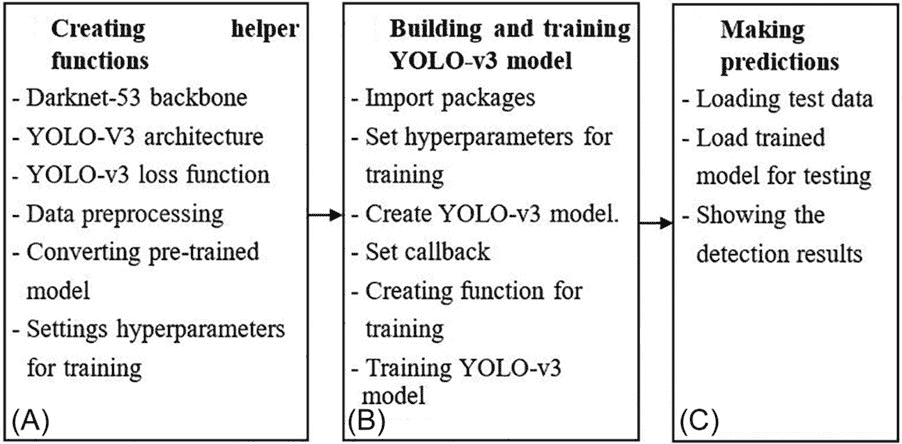 Creating helper
functions
- Darknet-53 backbone
- YOLO-V3 architecture
- YOLO-v3 loss function
- Data preprocessing
- Converting pre-trained
model
- Settings hyperparameters
for training
(A)
Building and training
YOLO-v3 model
- Import packages
- Set hyperparameters for
training
- Create YOLO-v3 model.
- Set callback
- Creating function for
training
- Training YOLO-v3
model
(B)
Making
predictions
- Loading test data
- Load trained
model for testing
- Showing the
detection results
(C)